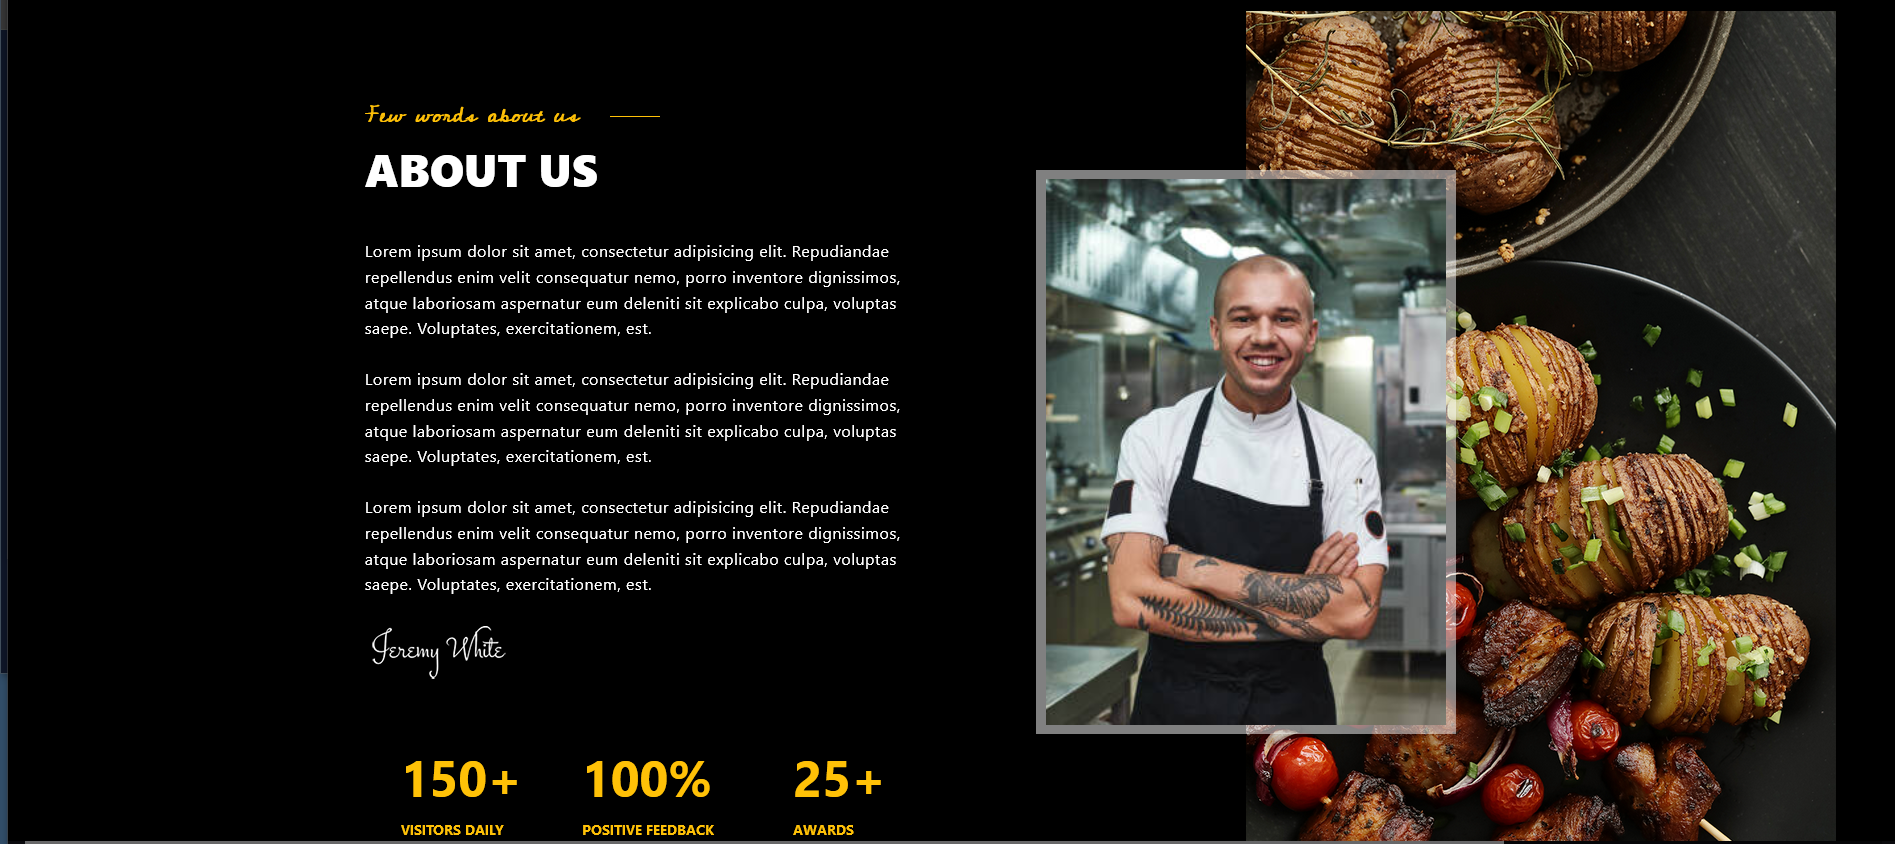 Few words about us
ABOUT US
Lorem ipsum dolor sit amet, consectetur adipisicing elit. Repudiandae
repellendus enim velit consequatur nemo, porro inventore dignissimos,
atque laboriosam aspernatur eum deleniti sit explicabo culpa, voluptas
saepe. Voluptates, exercitationem, est.
Lorem ipsum dolor sit amet, consectetur adipisicing elit. Repudiandae
repellendus enim velit consequatur nemo, porro inventore dignissimos,
atque laboriosam aspernatur eum deleniti sit explicabo culpa, voluptas
saepe. Voluptates, exercitationem, est.
Lorem ipsum dolor sit amet, consectetur adipisicing elit. Repudiandae
repellendus enim velit consequatur nemo, porro inventore dignissimos,
atque laboriosam aspernatur eum deleniti sit explicabo culpa, voluptas
saepe. Voluptates, exercitationem, est.
Jeremy White
150+ 100% 25+
VISITORS DAILY POSITIVE FEEDBACK AWARDS